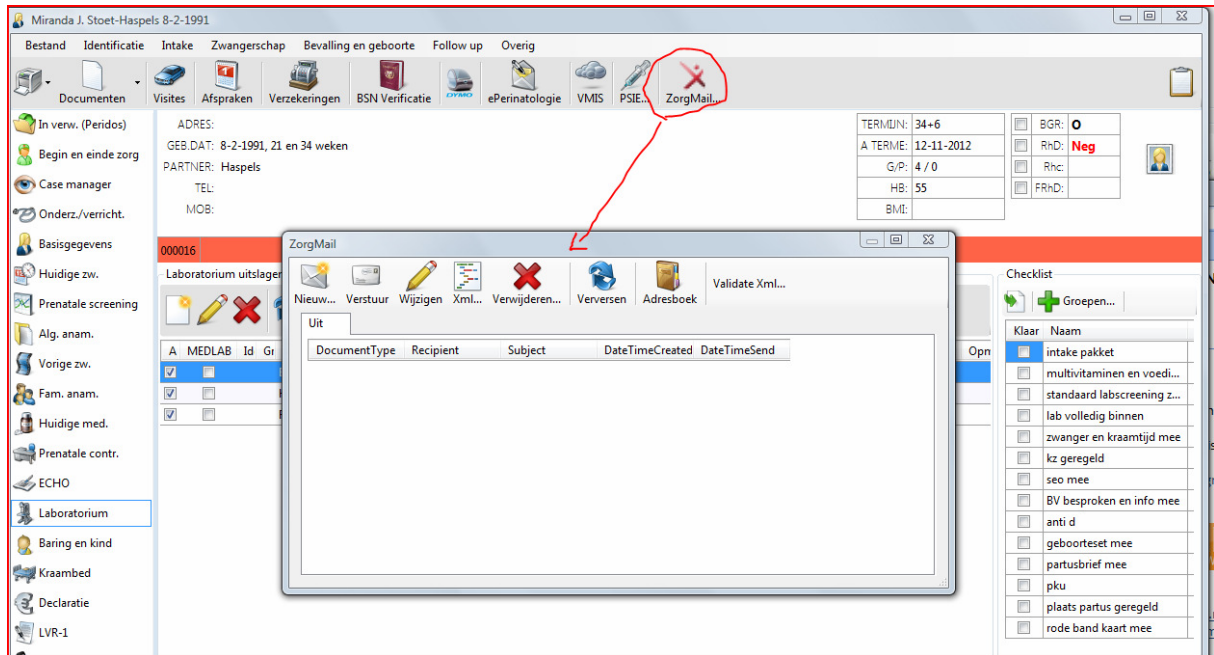 Miranda J. Stoet-Haspels 8-2-1991
Bestand Identificatie Intake Zwangerschap Bevalling en geboorte Follow up Overig
Documenten Visites Afspraken Verzekeringen BSN Verificatie DYMO ePerinatologie VMIS PSIE... ZorgMail...
In verw. (Peridos)
Begin en einde zorg
Case manager
Onderz./verricht.
Basisgegevens
Huidige zw.
Prenatale screening
Alg. anam.
Vorige zw.
Fam. anam.
Huidige med.
Prenatale contr.
ECHO
Laboratorium
Baring en kind
Kraambed
Declaratie
LVR-1
ADRES:
GEB.DAT: 8-2-1991, 21 en 34 weken
PARTNER: Haspels
TEL:
MOB:
TERMIJN: 34+6
A TERME: 12-11-2012
G/P: 4 / 0
HB: 55
BMI:
BGR: O
RhD: Neg
Rhc:
FRhD:
000016
Laboratorium uitslagen
A MEDLAB Id Gr
Opm
ZorgMail
Nieuw... Verstuur Wijzigen Xml... Verwijderen... Verversen Adresboek Validate Xml...
Uit
DocumentType Recipient Subject DateTimeCreated DateTimeSend
Checklist
Groepen...
Klaar Naam
intake pakket
multivitaminen en voedi...
standaard labscreening z...
lab volledig binnen
zwanger en kraamtijd mee
kz geregeld
seo mee
BV besproken en info mee
anti d
geboorteset mee
partusbrief mee
pku
plaats partus geregeld
rode band kaart mee